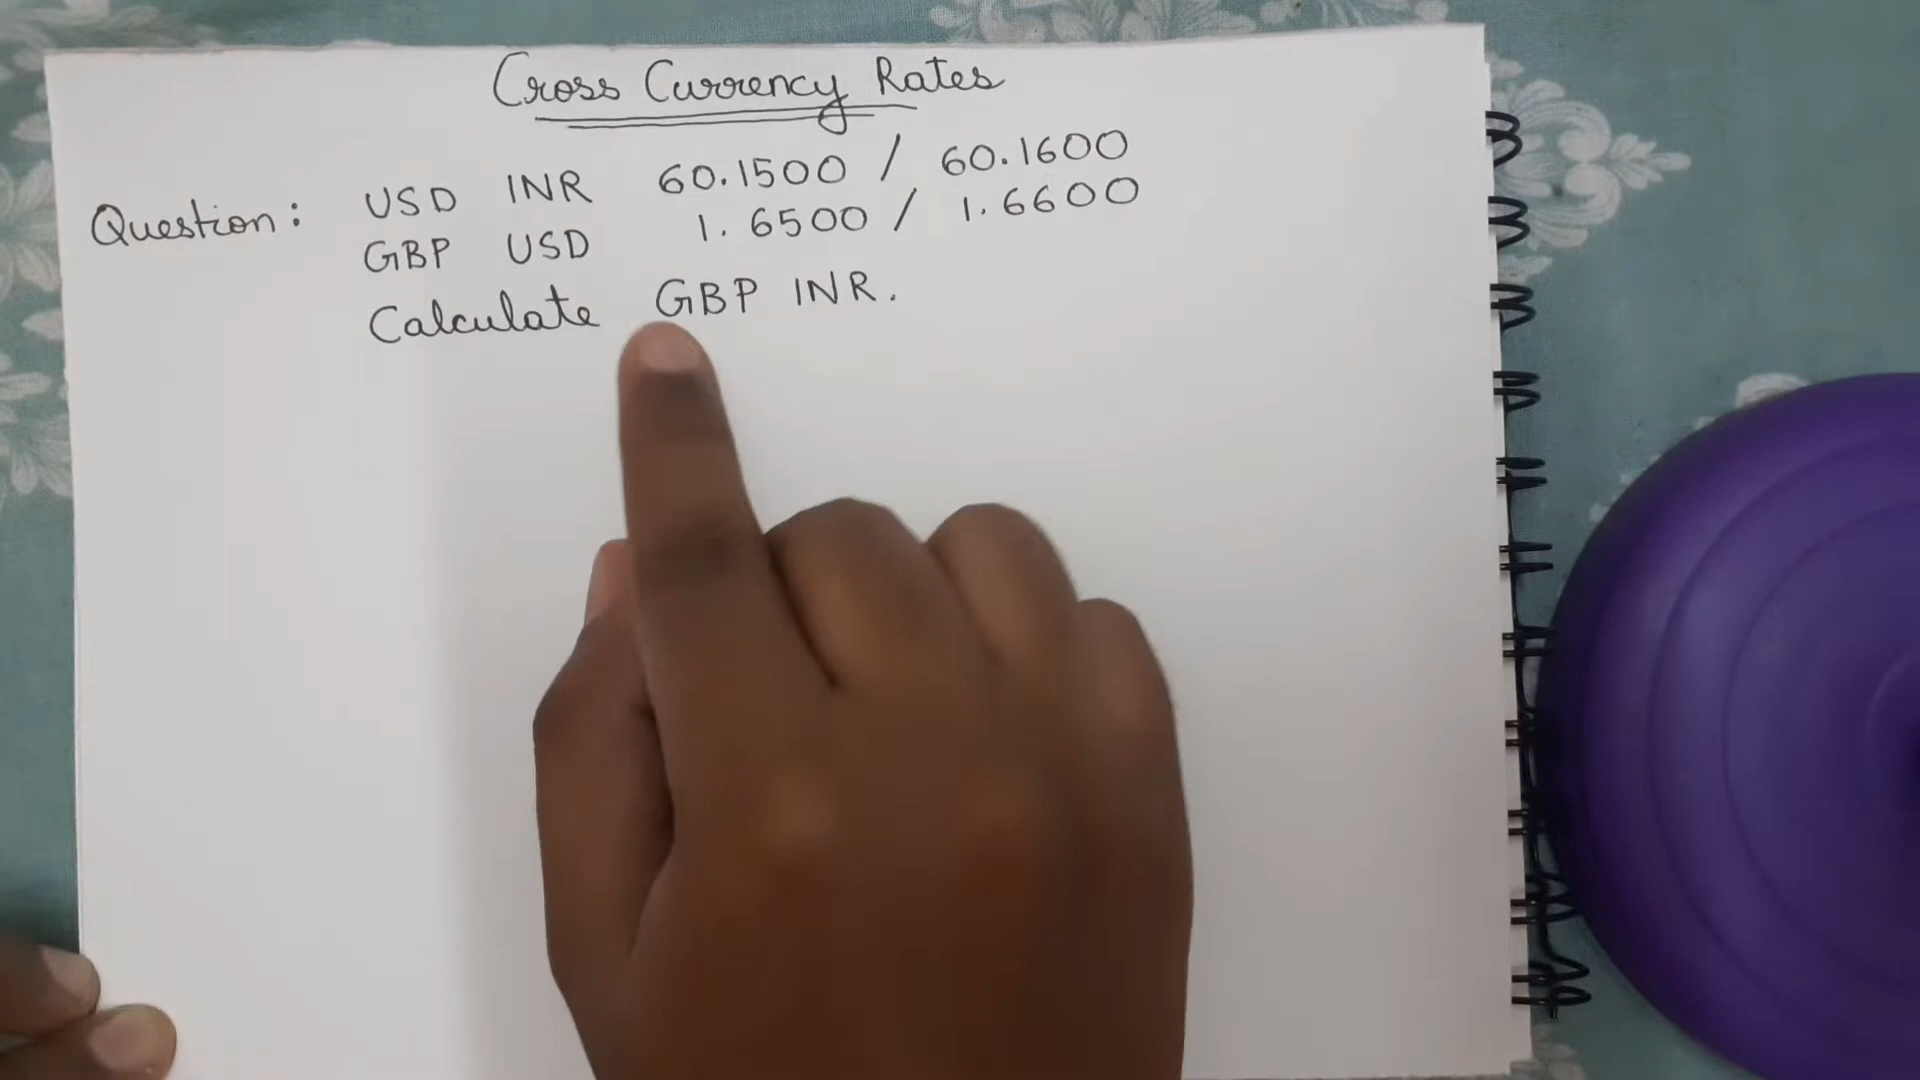 Cross Currency Rates
Question: USD INR 60.1500 / 60.1600
GBP USD 1.6500 / 1.6600
Calculate GBP INR.